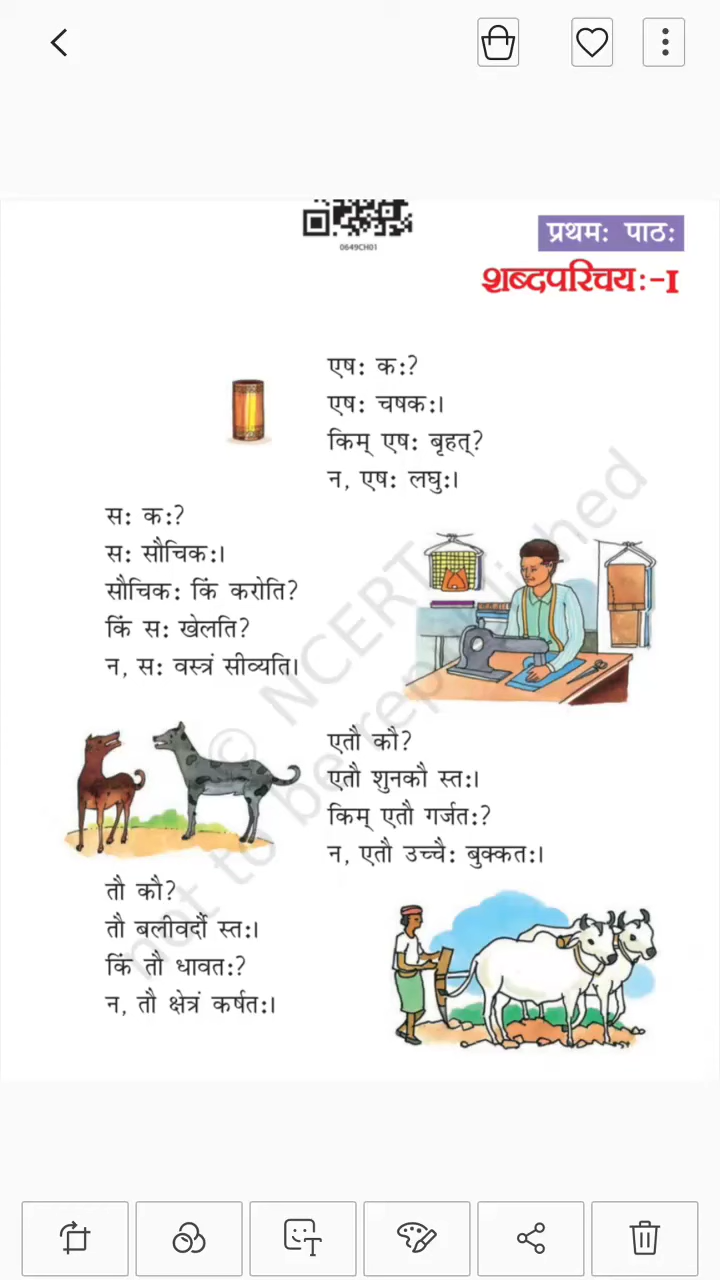 0649CH01
प्रथमः पाठः
शब्दपरिचयः-I
एषः कः?
एषः चषकः।
किम् एषः बृहत्?
न, एषः लघुः।
सः कः?
सः सौचिकः।
सौचिकः किं करोति?
किं सः खेलति?
न, सः वस्त्रं सीव्यति।
एतौ कौ?
एतौ शुनकौ स्तः।
किम् एतौ गर्जतः?
न, एतौ उच्चैः बुक्कतः।
तौ कौ?
तौ बलीवर्दौ स्तः।
किं तौ धावतः?
न, तौ क्षेत्रं कर्षतः।
© NCERT
not to be republished